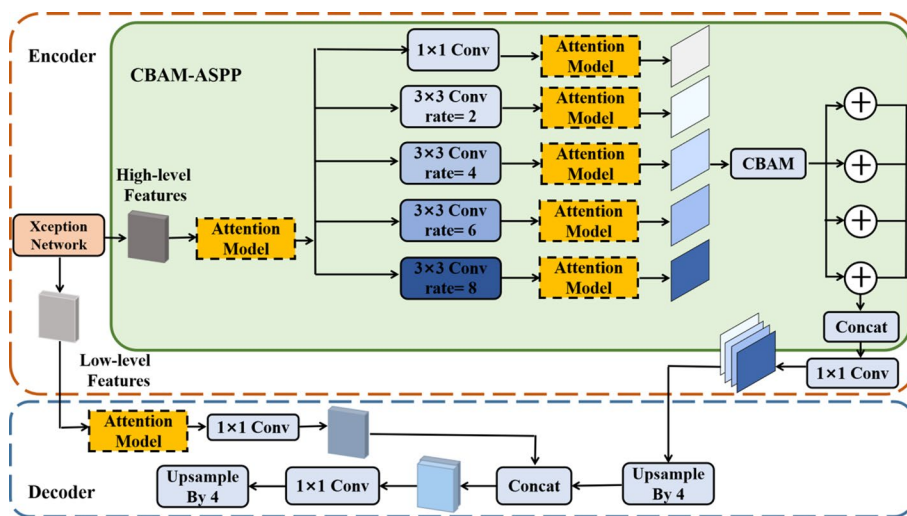 Encoder
CBAM-ASPP
1×1 Conv
Attention
Model
3×3 Conv
rate= 2
Attention
Model
3×3 Conv
rate= 4
Attention
Model
CBAM
3×3 Conv
rate= 6
Attention
Model
3×3 Conv
rate= 8
Attention
Model
High-level
Features
Xception
Network
Attention
Model
Concat
1×1 Conv
Low-level
Features
Attention
Model
1×1 Conv
Decoder
Upsample
By 4
1×1 Conv
Concat
Upsample
By 4